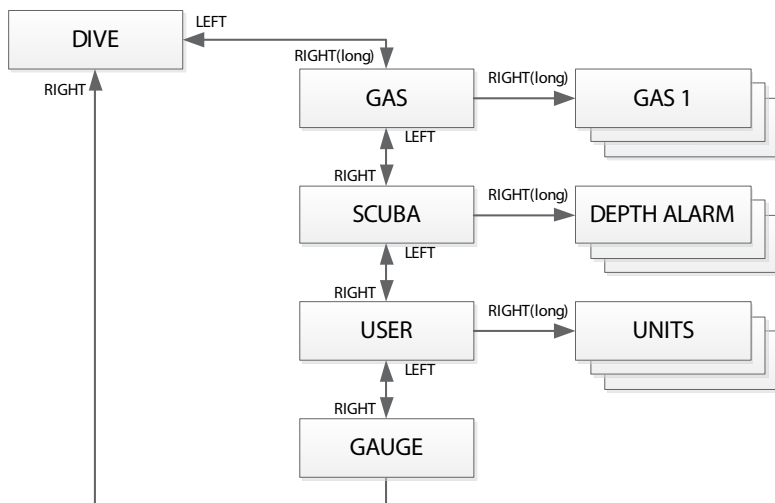 DIVE
LEFT
RIGHT(long)
RIGHT
GAS
RIGHT(long)
GAS 1
LEFT
RIGHT
SCUBA
RIGHT(long)
DEPTH ALARM
LEFT
RIGHT
USER
RIGHT(long)
UNITS
LEFT
RIGHT
GAUGE